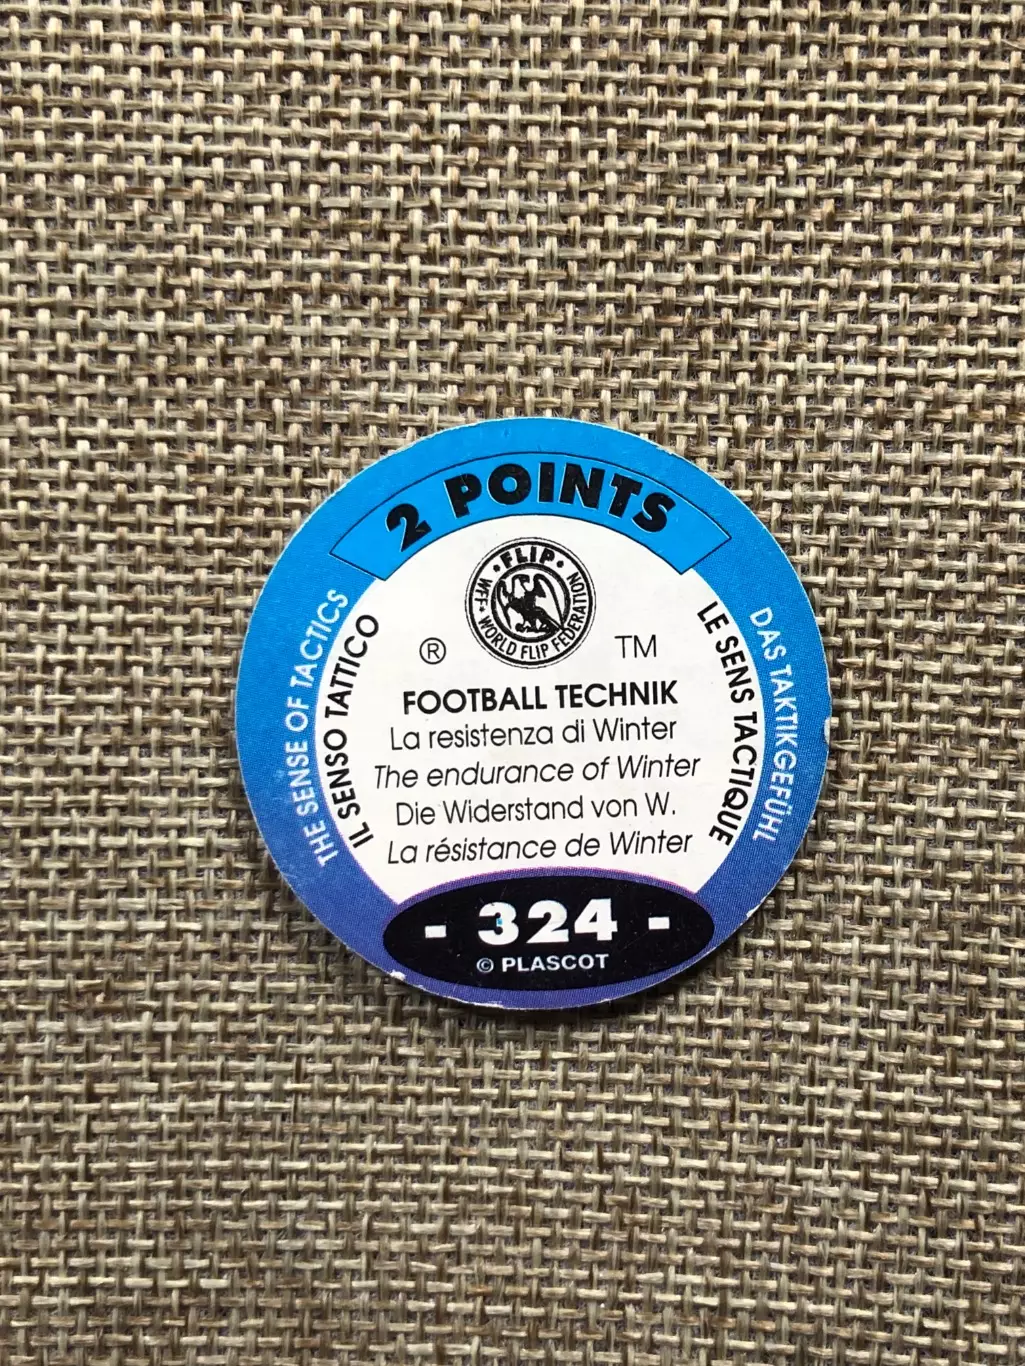 2 POINTS
THE SENSE OF TACTICS
IL SENSO TATTICO
LE SENS TACTIQUE
DAS TAKTIKGEFÜHL
·FLIP·
WFF· WORLD FLIP FEDERATION
® TM
FOOTBALL TECHNIK
La resistenza di Winter
The endurance of Winter
Die Widerstand von W.
La résistance de Winter
- 324 -
© PLASCOT